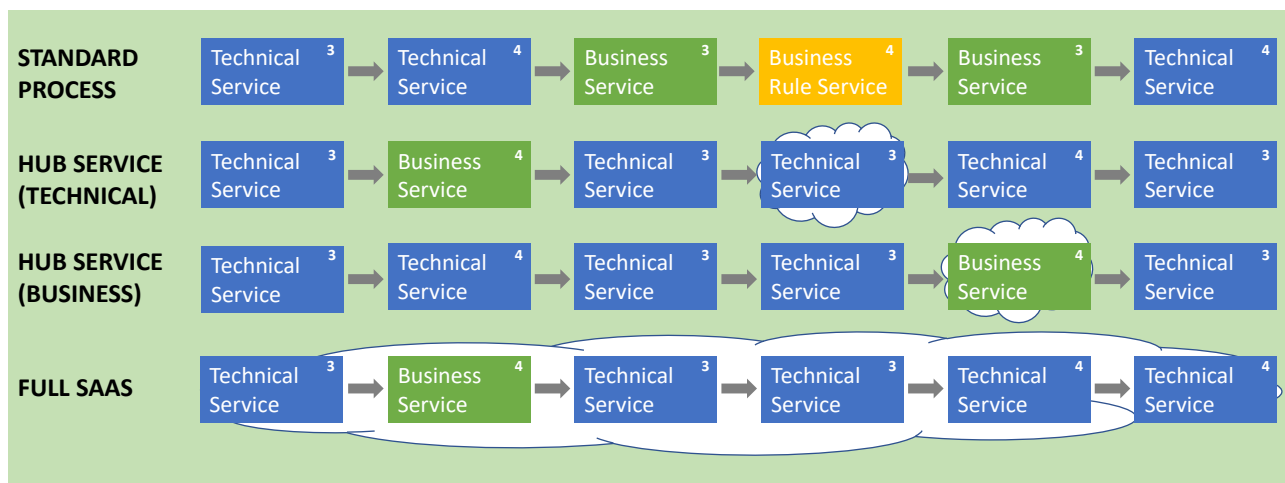 STANDARD
PROCESS
Technical 3
Service
Technical 4
Service
Business 3
Service
Business 4
Rule Service
Business 3
Service
Technical 4
Service
HUB SERVICE
(TECHNICAL)
Technical 3
Service
Business 4
Service
Technical 3
Service
Technical 3
Service
Technical 4
Service
Technical 3
Service
HUB SERVICE
(BUSINESS)
Technical 3
Service
Technical 4
Service
Technical 3
Service
Technical 3
Service
Business 4
Service
Technical 3
Service
FULL SAAS
Technical 3
Service
Business 4
Service
Technical 3
Service
Technical 3
Service
Technical 4
Service
Technical 4
Service